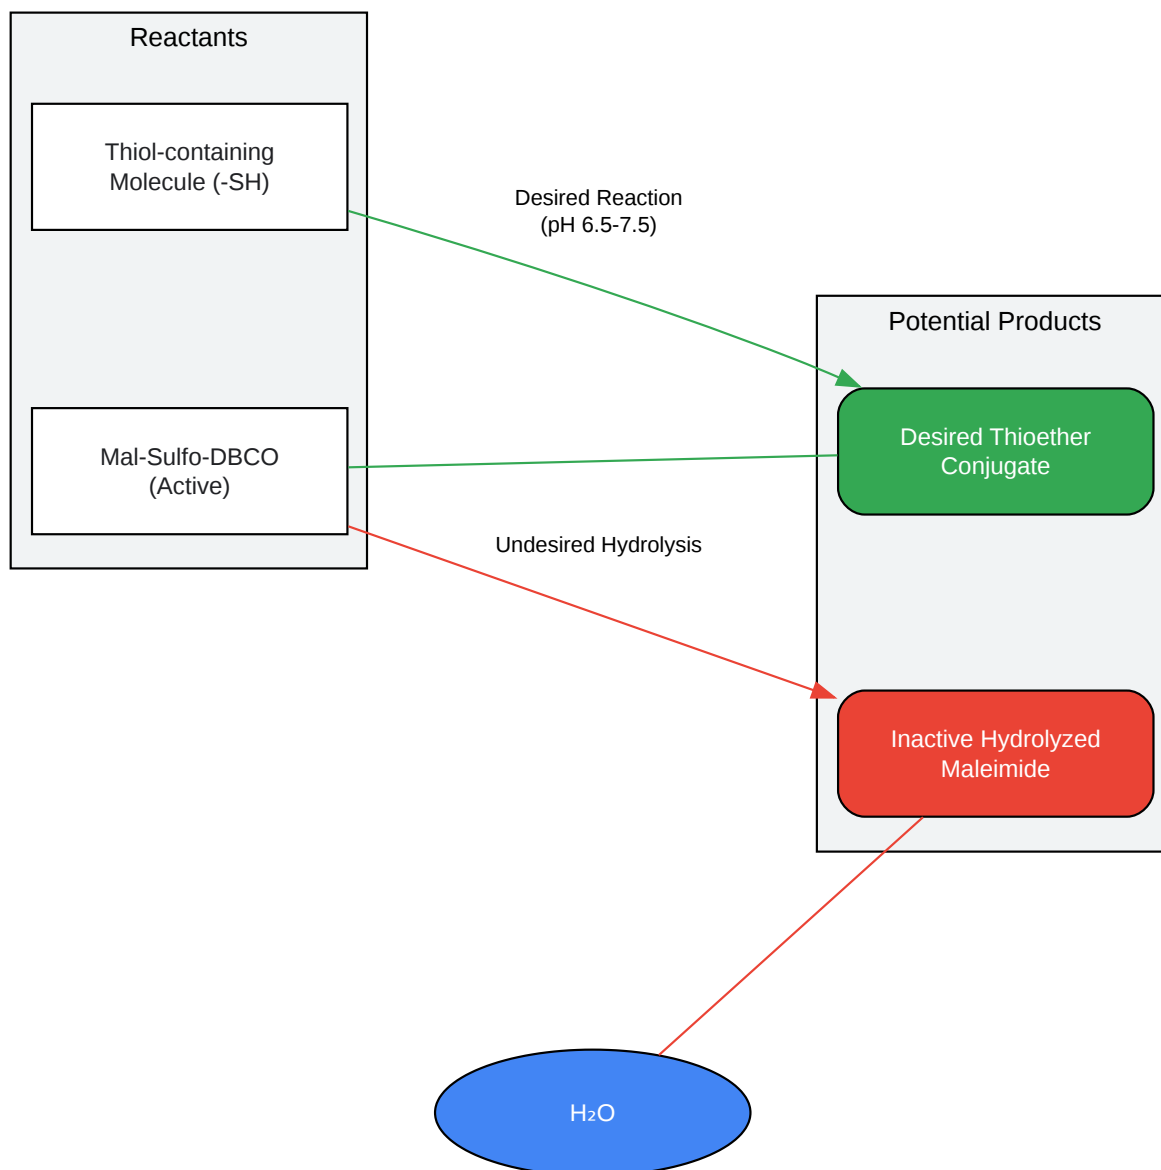 Reactants
Thiol-containing
Molecule (-SH)
Desired Reaction
(pH 6.5-7.5)
Potential Products
Mal-Sulfo-DBCO
(Active)
Desired Thioether
Conjugate
Undesired Hydrolysis
Inactive Hydrolyzed
Maleimide
H₂O